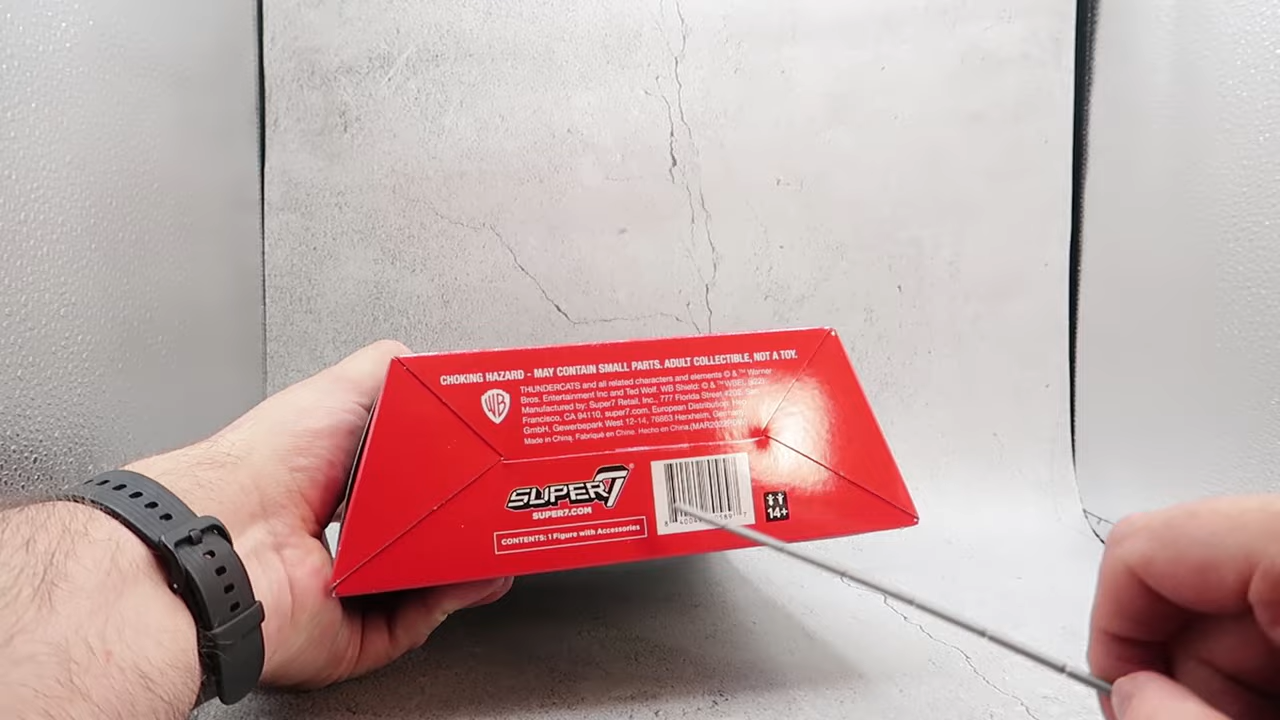 CHOKING HAZARD - MAY CONTAIN SMALL PARTS. ADULT COLLECTIBLE, NOT A TOY.
WB
THUNDERCATS and all related characters and elements © & ™ Warner
Bros. Entertainment Inc and Ted Wolf. WB Shield: © & ™ WBEI.
Manufactured by: Super7 Retail, Inc., 777 Florida Street
Francisco, CA 94110, super7.com, European Distribution:
GmbH, Gewerbepark West 12-14, 76863 Herxheim, Germany
Made in China. Fabriqué en Chine. Hecho en China.
SUPER7®
SUPER7.COM
CONTENTS: 1 Figure with Accessories
14+